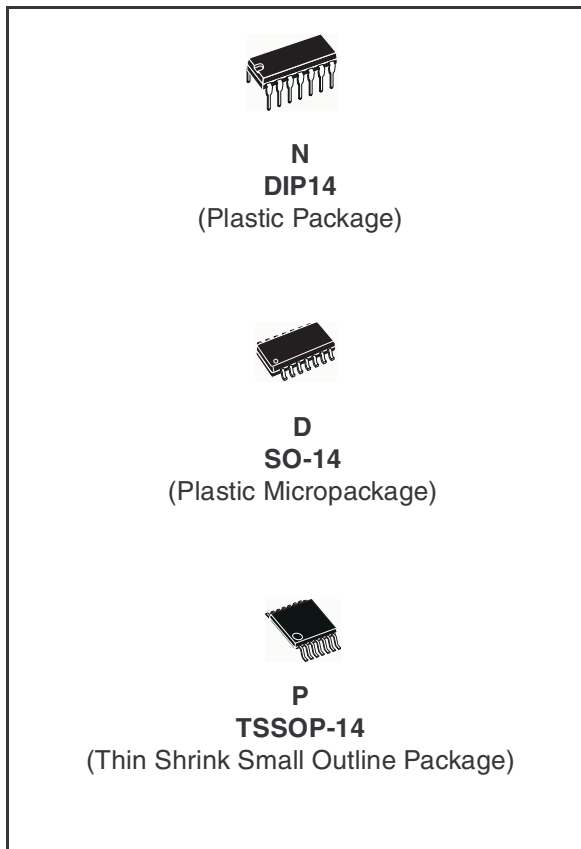 N
DIP14
(Plastic Package)
D
SO-14
(Plastic Micropackage)
P
TSSOP-14
(Thin Shrink Small Outline Package)